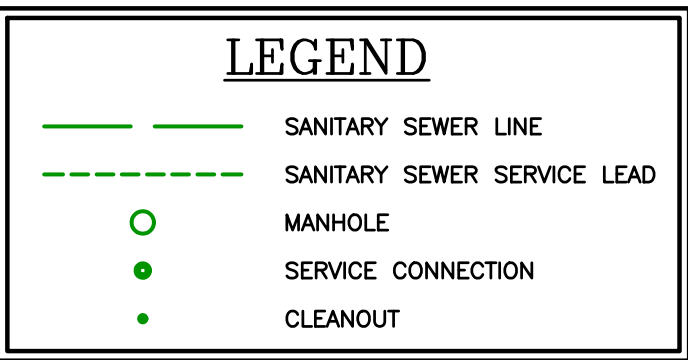 LEGEND
SANITARY SEWER LINE
SANITARY SEWER SERVICE LEAD
MANHOLE
SERVICE CONNECTION
CLEANOUT